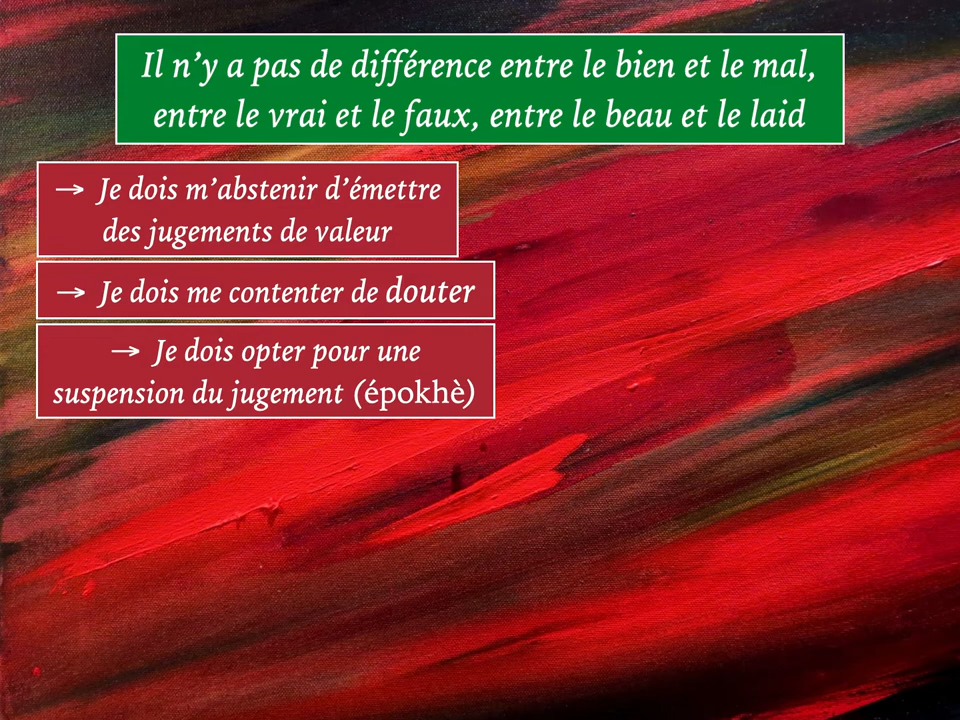 Il n’y a pas de différence entre le bien et le mal,
entre le vrai et le faux, entre le beau et le laid
→ Je dois m’abstenir d’émettre
des jugements de valeur
→ Je dois me contenter de douter
→ Je dois opter pour une
suspension du jugement (épokhè)